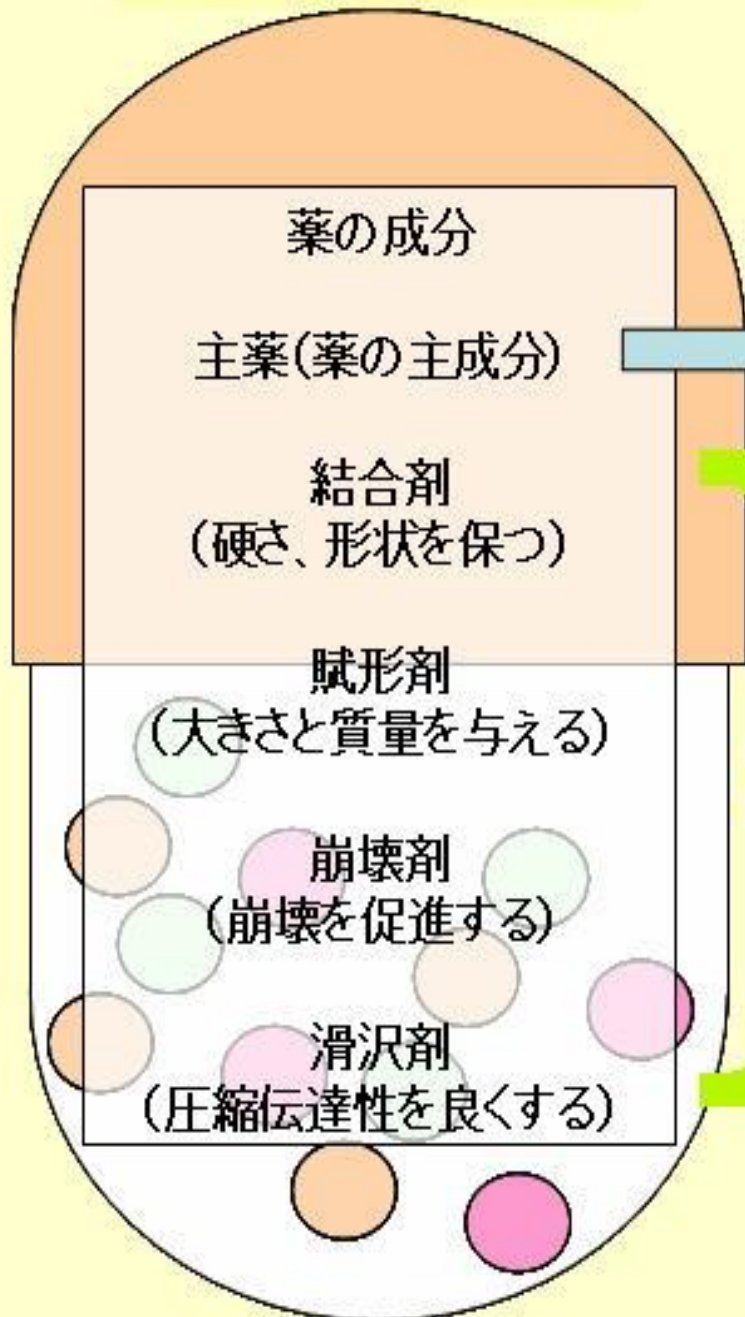 薬の成分
主薬(薬の主成分)
結合剤
(硬さ、形状を保つ)
賦形剤
(大きさと質量を与える)
崩壊剤
(崩壊を促進する)
滑沢剤
(圧縮伝達性を良くする)